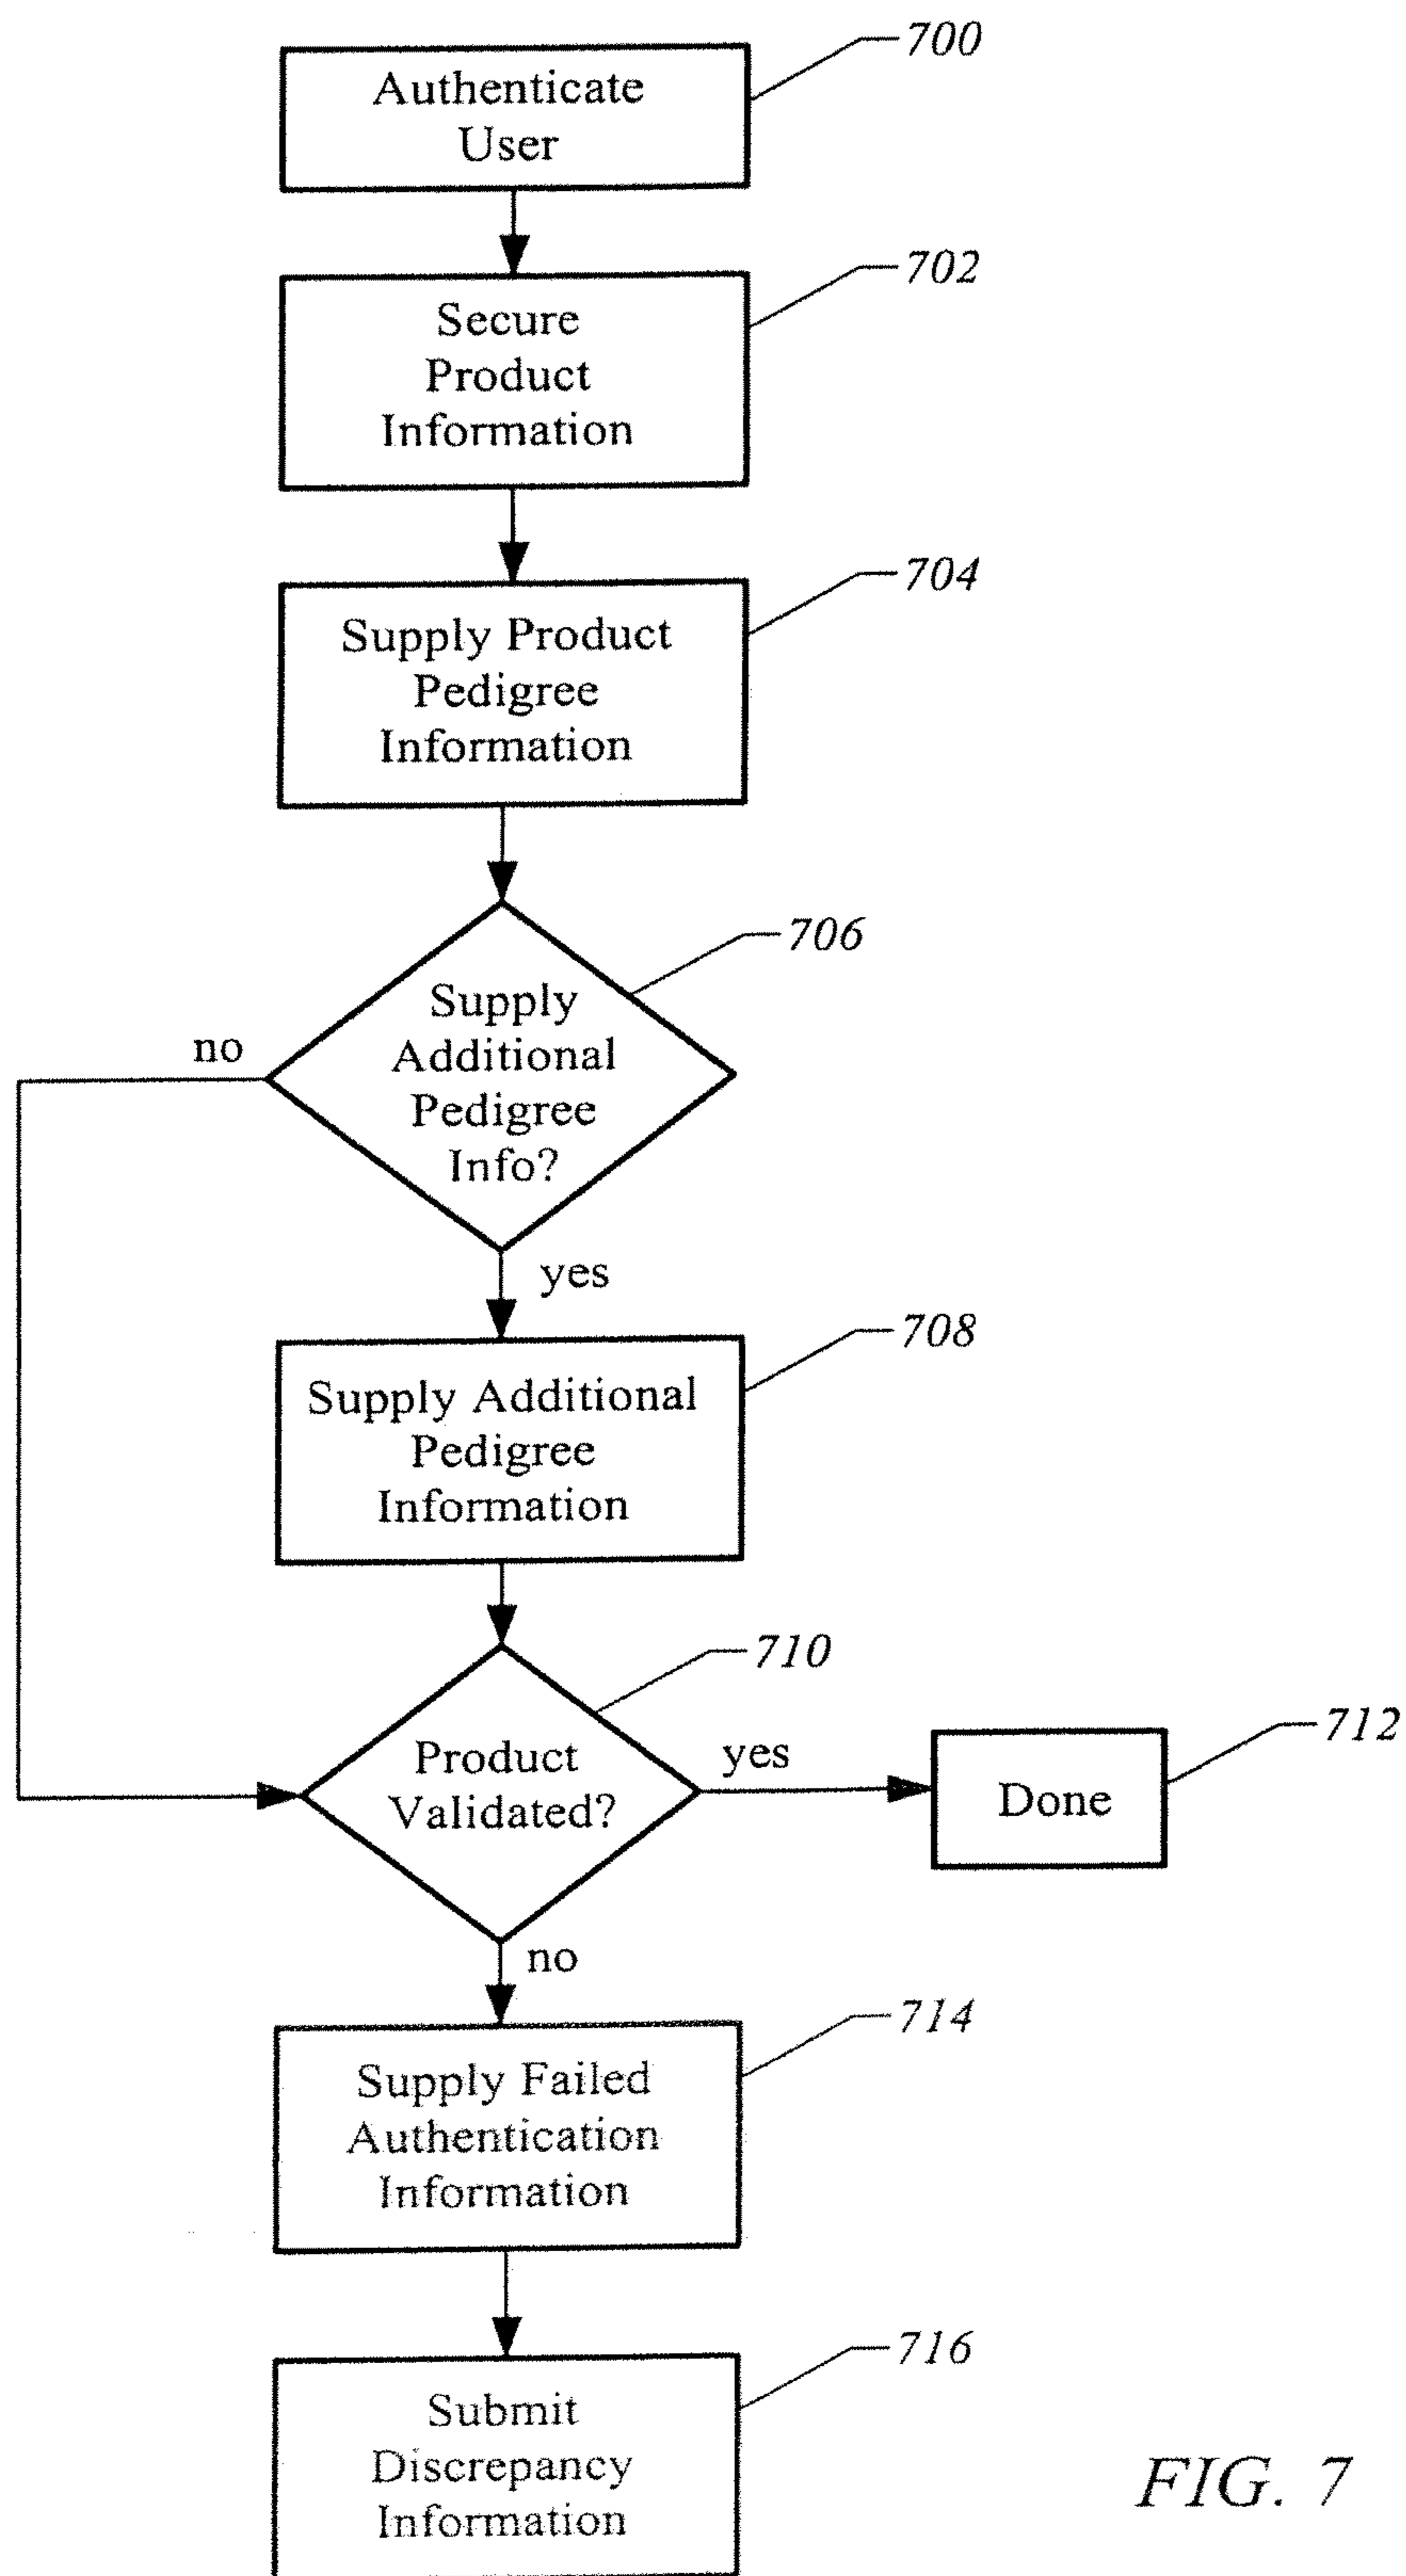 700
Authenticate
User
702
Secure
Product
Information
704
Supply Product
Pedigree
Information
706
Supply
Additional
Pedigree
Info?
no
yes
708
Supply Additional
Pedigree
Information
710
Product
Validated?
yes
712
Done
no
714
Supply Failed
Authentication
Information
716
Submit
Discrepancy
Information
FIG. 7